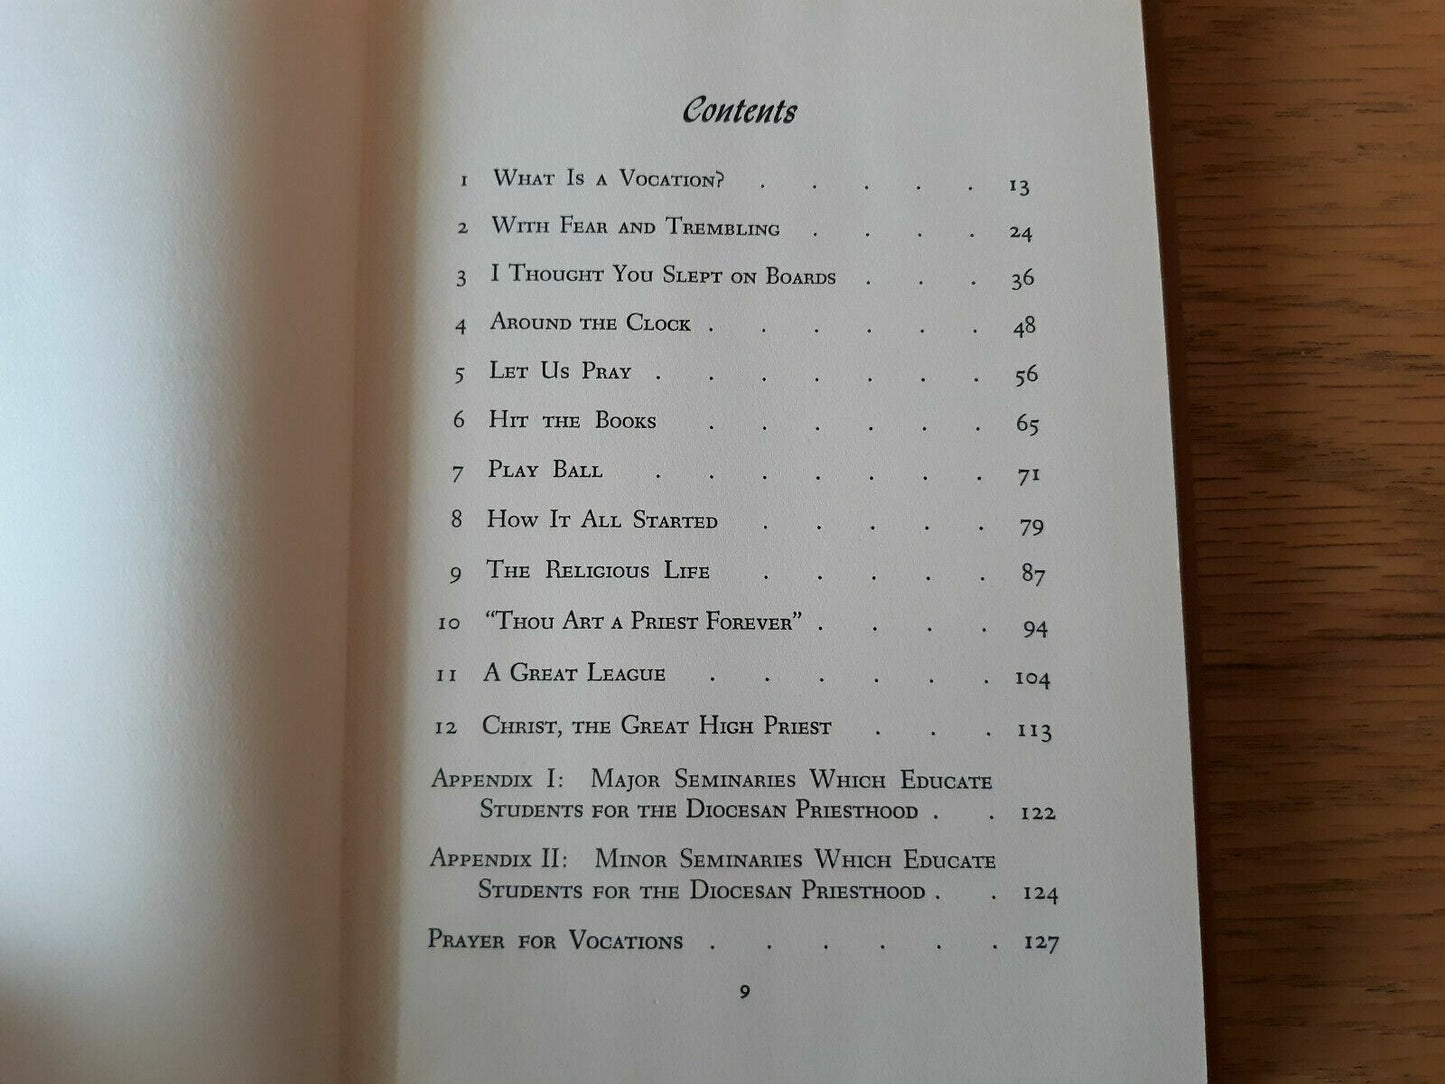 Contents
1 What Is a Vocation? . . . . . 13
2 With Fear and Trembling . . . . 24
3 I Thought You Slept on Boards . . . 36
4 Around the Clock . . . . . . 48
5 Let Us Pray . . . . . . . 56
6 Hit the Books . . . . . . 65
7 Play Ball . . . . . . . 71
8 How It All Started . . . . . 79
9 The Religious Life . . . . . 87
10 “Thou Art a Priest Forever” . . . . 94
11 A Great League . . . . . . 104
12 Christ, the Great High Priest . . . 113
Appendix I: Major Seminaries Which Educate
Students for the Diocesan Priesthood . . 122
Appendix II: Minor Seminaries Which Educate
Students for the Diocesan Priesthood . . 124
Prayer for Vocations . . . . . . 127
9